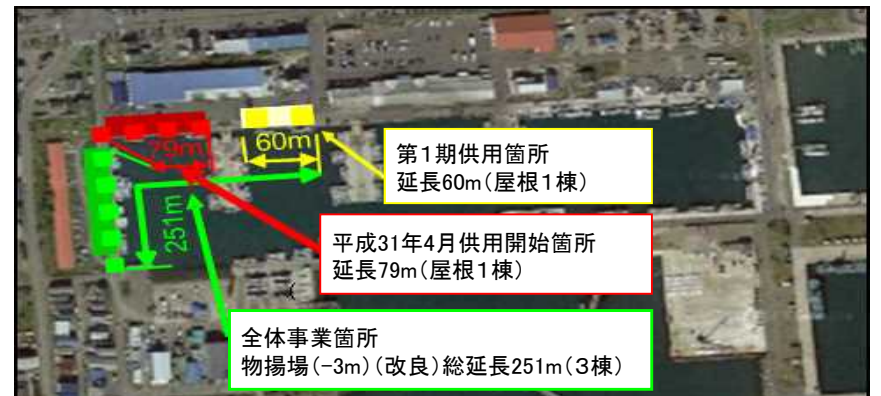 79m
60m
251m
第1期供用箇所
延長60m(屋根1棟)
平成31年4月供用開始箇所
延長79m(屋根1棟)
全体事業箇所
物揚場(-3m)(改良)総延長251m(3棟)